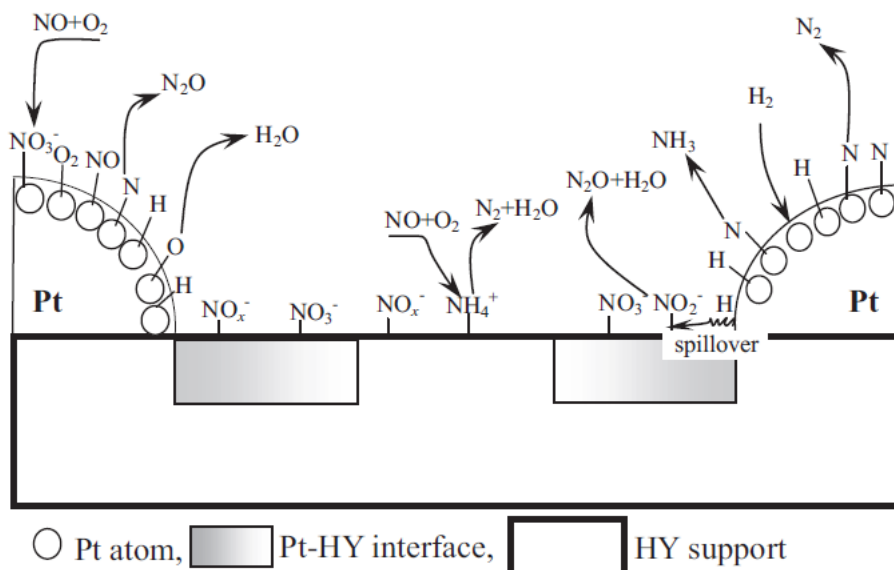 NO+O₂
N₂
N₂O
H₂
H₂O
NO₃⁻
O₂
NO
N
H
O
H
Pt
NH₃
N₂O+H₂O
NO+O₂
N₂+H₂O
H
N
N
N
H
H
Pt
NOₓ⁻
NO₃⁻
NOₓ⁻
NH₄⁺
NO₃⁻
NO₂⁻
spillover
Pt atom,
Pt-HY interface,
HY support